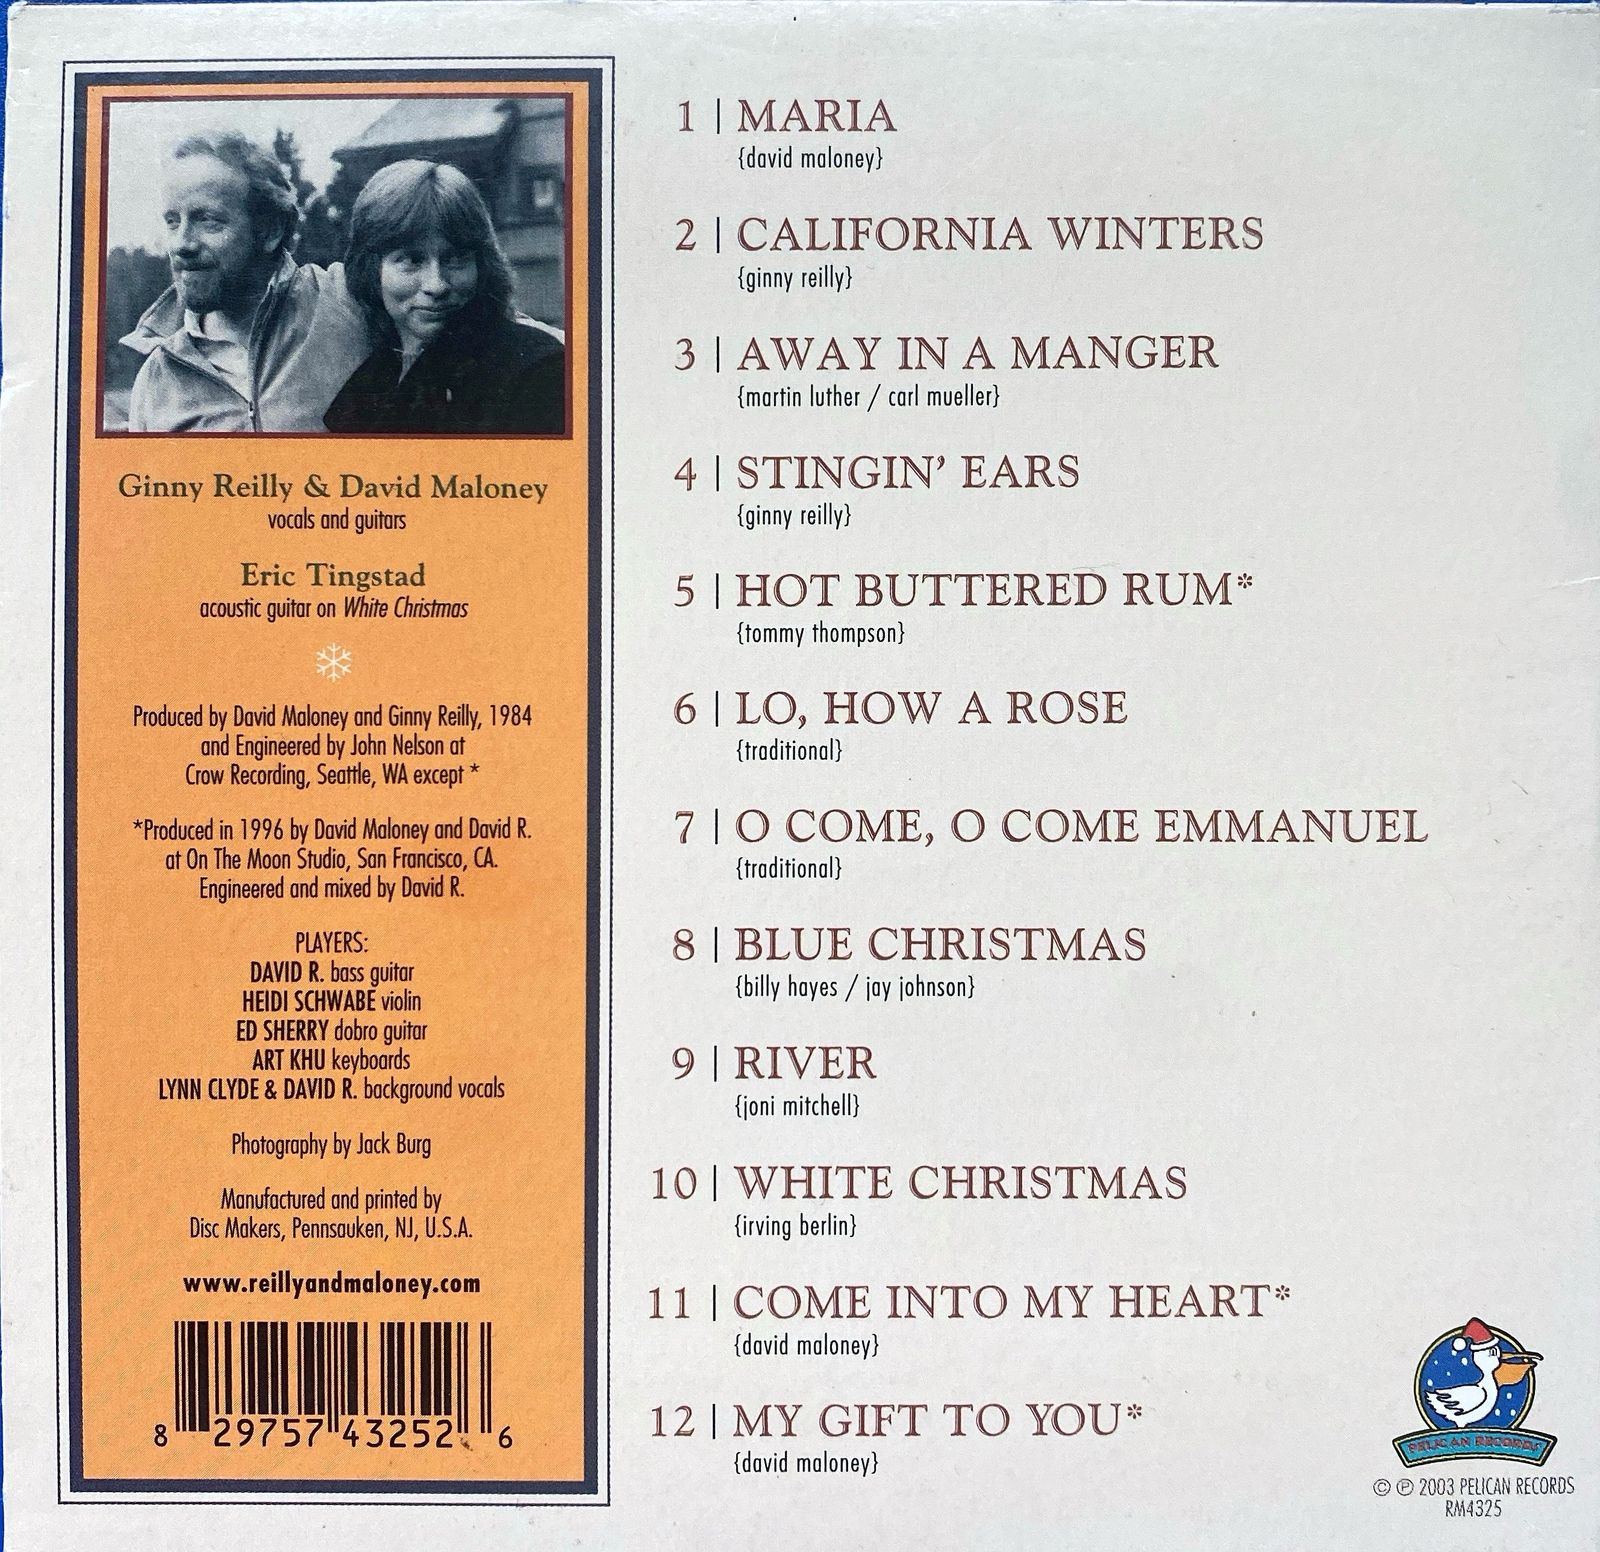 Ginny Reilly & David Maloney
vocals and guitars
Eric Tingstad
acoustic guitar on White Christmas
Produced by David Maloney and Ginny Reilly, 1984
and Engineered by John Nelson at
Crow Recording, Seattle, WA except *
*Produced in 1996 by David Maloney and David R.
at On The Moon Studio, San Francisco, CA.
Engineered and mixed by David R.
PLAYERS:
DAVID R. bass guitar
HEIDI SCHWABE violin
ED SHERRY dobro guitar
ART KHU keyboards
LYNN CLYDE & DAVID R. background vocals
Photography by Jack Burg
Manufactured and printed by
Disc Makers, Pennsauken, NJ, U.S.A.
www.reillyandmaloney.com
8 29757 43252 6
1 | MARIA
{david maloney}
2 | CALIFORNIA WINTERS
{ginny reilly}
3 | AWAY IN A MANGER
{martin luther / carl mueller}
4 | STINGIN' EARS
{ginny reilly}
5 | HOT BUTTERED RUM*
{tommy thompson}
6 | LO, HOW A ROSE
{traditional}
7 | O COME, O COME EMMANUEL
{traditional}
8 | BLUE CHRISTMAS
{billy hayes / jay johnson}
9 | RIVER
{joni mitchell}
10 | WHITE CHRISTMAS
{irving berlin}
11 | COME INTO MY HEART*
{david maloney}
12 | MY GIFT TO YOU*
{david maloney}
PELICAN RECORDS
© ℗ 2003 PELICAN RECORDS
RM4325